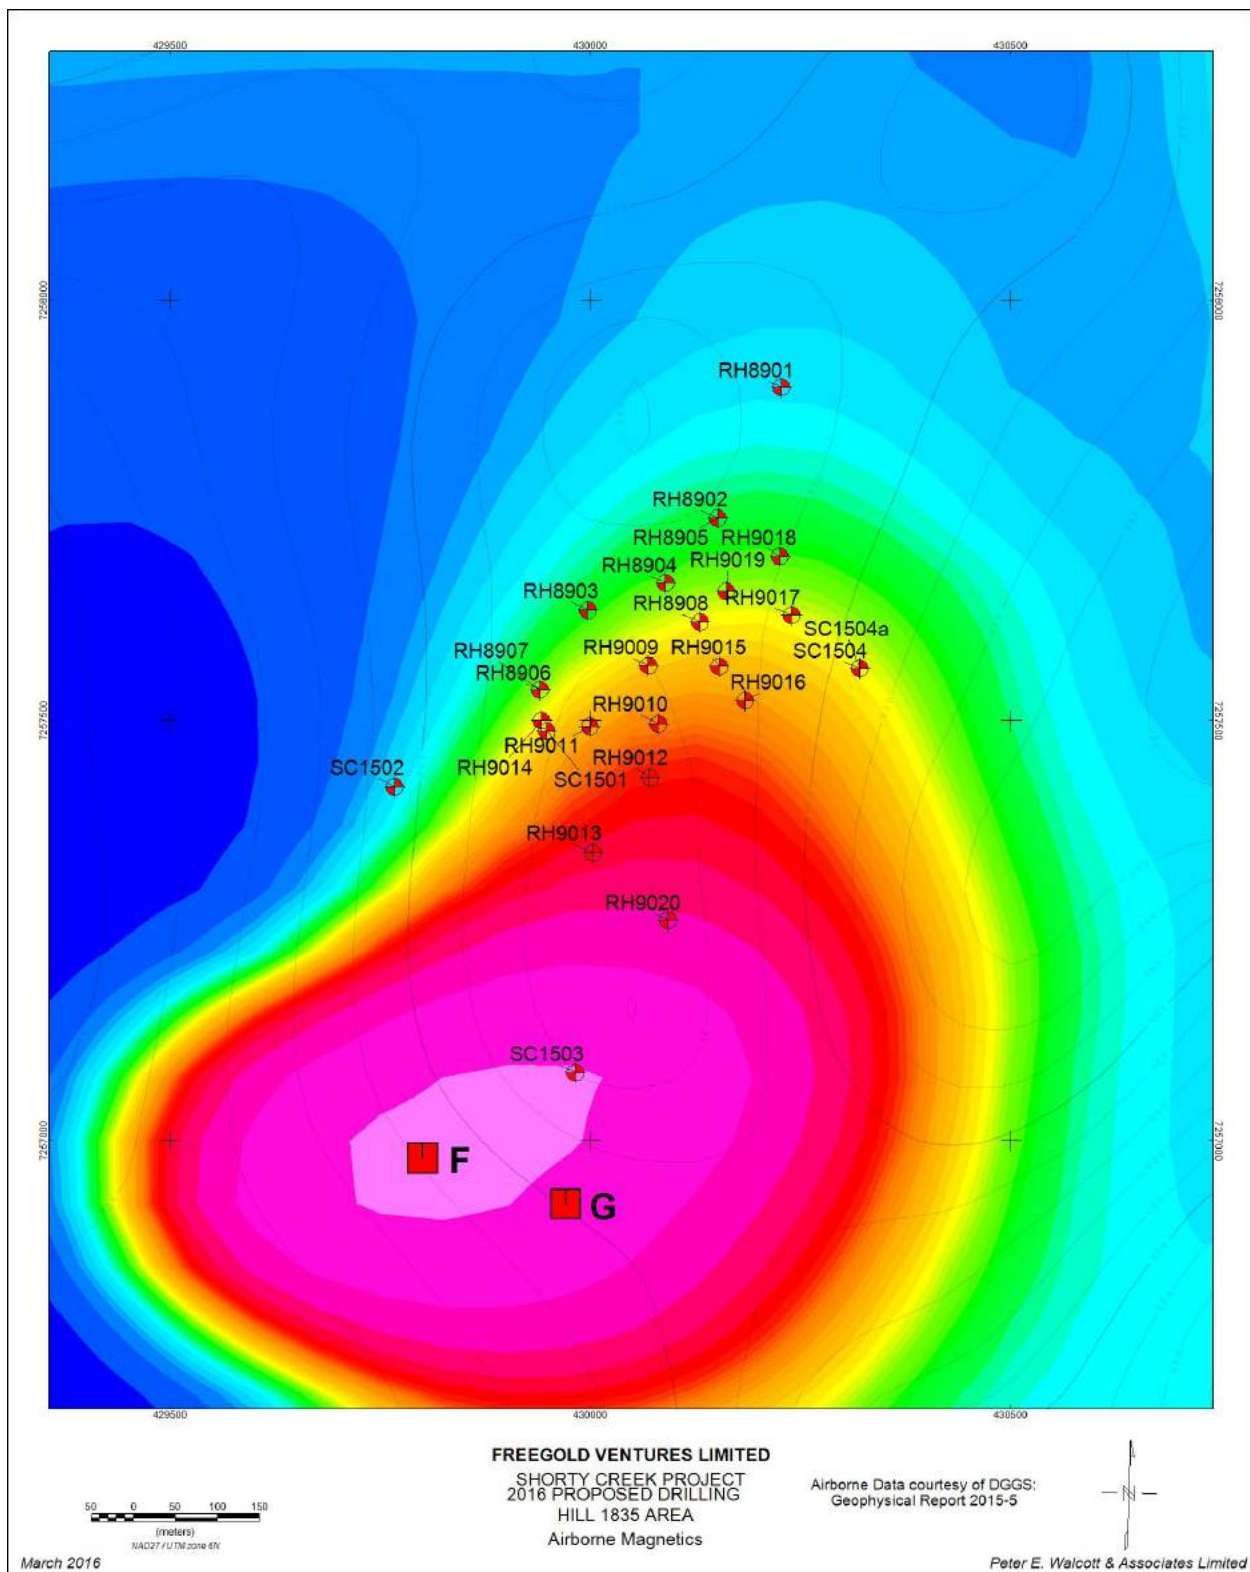 429500 430000 430500
7258000 7258000
RH8901
RH8902
RH8905 RH9018
RH8904 RH9019
RH8903
RH8908 RH9017
SC1504a
RH8907 RH9009 RH9015 SC1504
RH8906
RH9016
RH9010
7257500 7257500
RH9011
RH9014 RH9012
SC1502 SC1501
RH9013
RH9020
SC1503
7257000 7257000
F
G
429500 430000 430500
FREEGOLD VENTURES LIMITED
SHORTY CREEK PROJECT
2016 PROPOSED DRILLING
HILL 1835 AREA
Airborne Magnetics
Airborne Data courtesy of DGGS:
Geophysical Report 2015-5
N
50 0 50 100 150
(meters)
NAD27 / UTM zone 6N
March 2016
Peter E. Walcott & Associates Limited